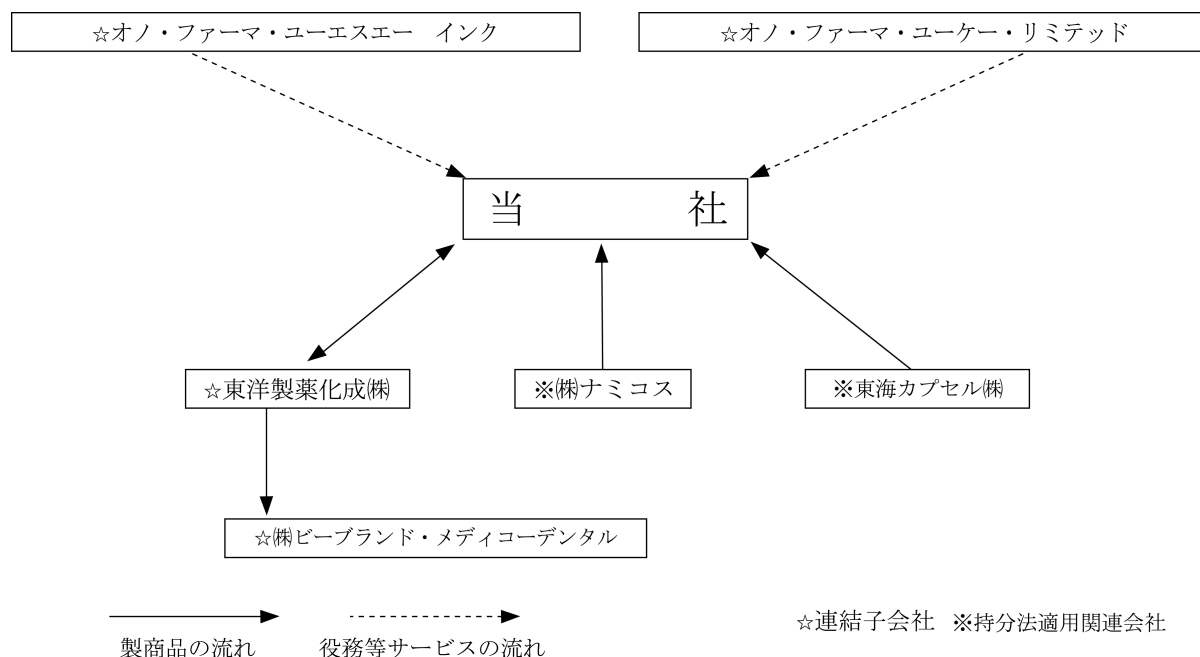 ☆オノ・ファーマ・ユーエスエー　インク
☆オノ・ファーマ・ユーケー・リミテッド
当　　　　社
☆東洋製薬化成㈱
※㈱ナミコス
※東海カプセル㈱
☆㈱ビーブランド・メディコーデンタル
製商品の流れ
役務等サービスの流れ
☆連結子会社
※持分法適用関連会社